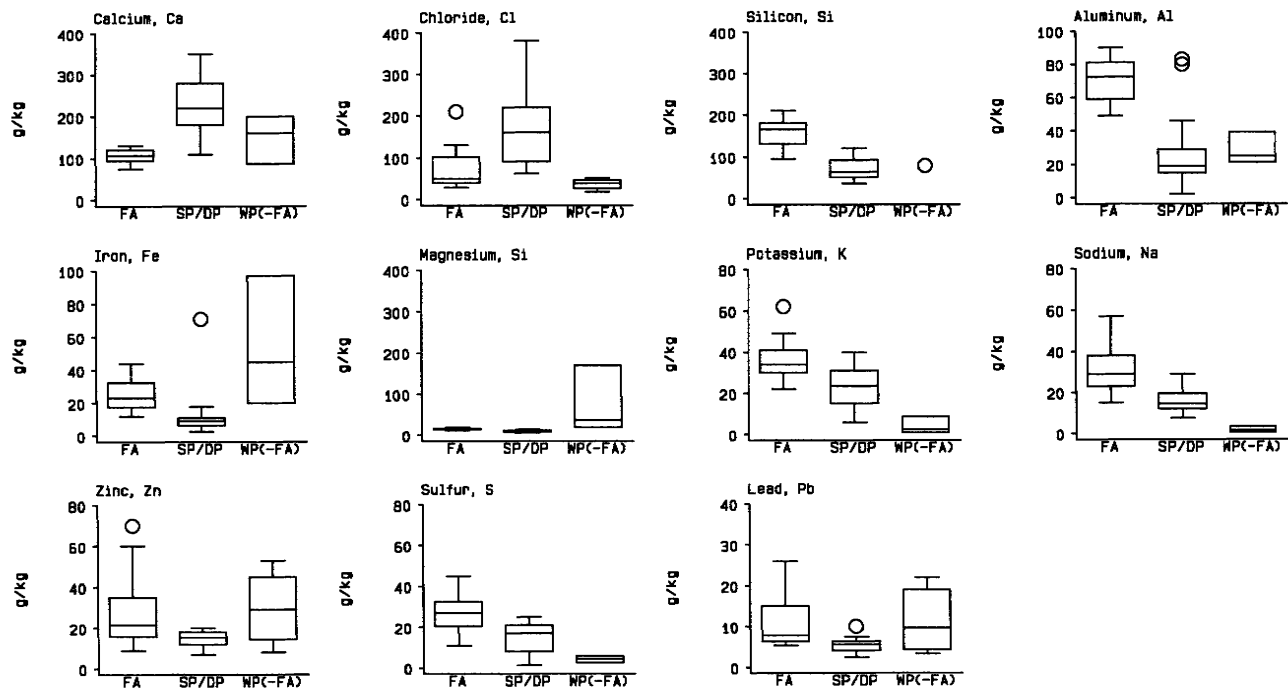 Calcium, Ca
400
300
200
100
0
g/kg
FA SP/DP WP(-FA)
Chloride, Cl
400
300
200
100
0
g/kg
FA SP/DP WP(-FA)
Silicon, Si
400
300
200
100
0
g/kg
FA SP/DP WP(-FA)
Aluminum, Al
100
80
60
40
20
0
g/kg
FA SP/DP WP(-FA)
Iron, Fe
100
80
60
40
20
0
g/kg
FA SP/DP WP(-FA)
Magnesium, Si
400
300
200
100
0
g/kg
FA SP/DP WP(-FA)
Potassium, K
80
60
40
20
0
g/kg
FA SP/DP WP(-FA)
Sodium, Na
80
60
40
20
0
g/kg
FA SP/DP WP(-FA)
Zinc, Zn
80
60
40
20
0
g/kg
FA SP/DP WP(-FA)
Sulfur, S
80
60
40
20
0
g/kg
FA SP/DP WP(-FA)
Lead, Pb
40
30
20
10
0
g/kg
FA SP/DP WP(-FA)